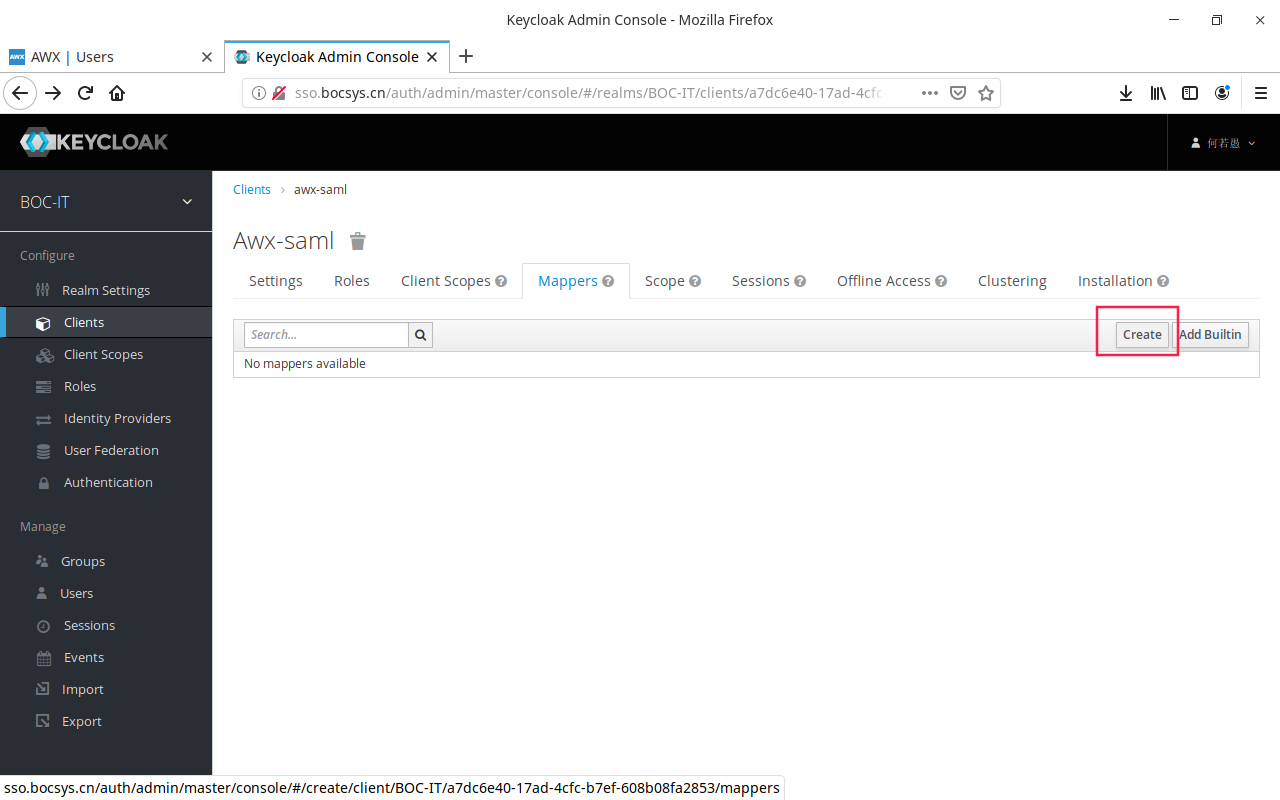 Keycloak Admin Console - Mozilla Firefox
AWX | Users
Keycloak Admin Console
sso.bocsys.cn/auth/admin/master/console/#/realms/BOC-IT/clients/a7dc6e40-17ad-4cfc
KEYCLOAK
何若愚
BOC-IT
Configure
Realm Settings
Clients
Client Scopes
Roles
Identity Providers
User Federation
Authentication
Manage
Groups
Users
Sessions
Events
Import
Export
Clients > awx-saml
Awx-saml
Settings Roles Client Scopes Mappers Scope Sessions Offline Access Clustering Installation
Search... Create Add Builtin
No mappers available
sso.bocsys.cn/auth/admin/master/console/#/create/client/BOC-IT/a7dc6e40-17ad-4cfc-b7ef-608b08fa2853/mappers